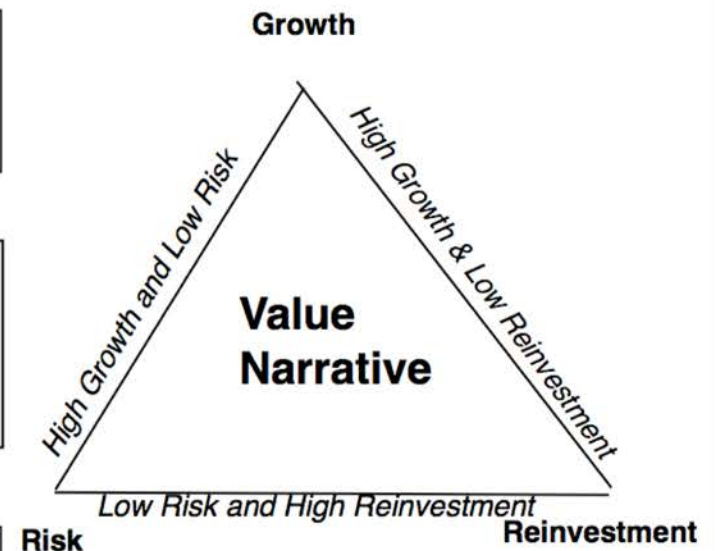 Growth
High Growth and Low Risk
High Growth & Low Reinvestment
Value
Narrative
Low Risk and High Reinvestment
Risk
Reinvestment